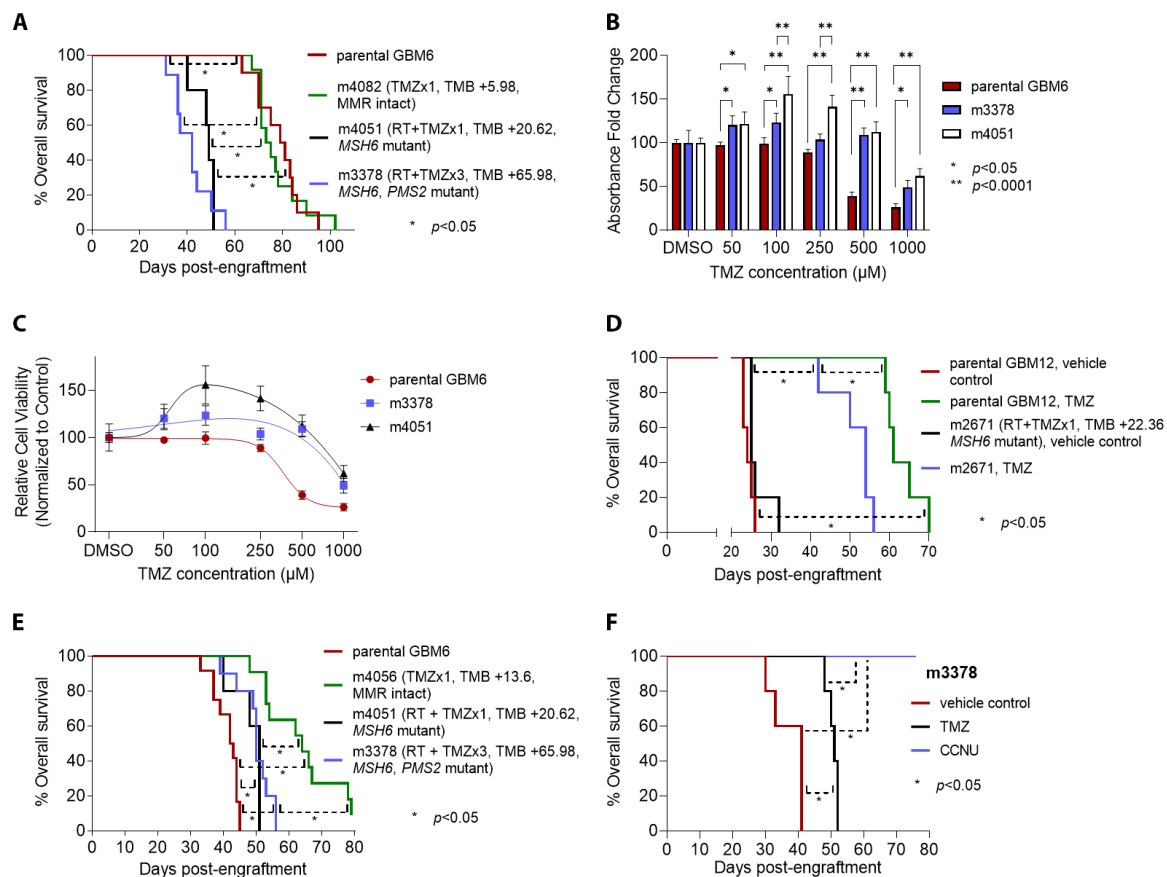 A
% Overall survival
100
80
60
40
20
0
0 20 40 60 80 100
Days post-engraftment
* * * *
parental GBM6
m4082 (TMZx1, TMB +5.98,
MMR intact)
m4051 (RT+TMZx1, TMB +20.62,
MSH6 mutant)
m3378 (RT+TMZx3, TMB +65.98,
MSH6, PMS2 mutant)
* p<0.05
B
Absorbance Fold Change
200
150
100
50
0
** **
* ** ** ** **
* * ** *
DMSO 50 100 250 500 1000
TMZ concentration (µM)
parental GBM6
m3378
m4051
* p<0.05
** p<0.0001
C
Relative Cell Viability
(Normalized to Control)
150
100
50
0
DMSO 50 100 250 500 1000
TMZ concentration (µM)
parental GBM6
m3378
m4051
D
% Overall survival
100
80
60
40
20
0
0 20 30 40 50 60 70
Days post-engraftment
* * *
parental GBM12, vehicle
control
parental GBM12, TMZ
m2671 (RT+TMZx1, TMB +22.36
MSH6 mutant), vehicle control
m2671, TMZ
* p<0.05
E
% Overall survival
100
80
60
40
20
0
0 10 20 30 40 50 60 70 80
Days post-engraftment
* * * * *
parental GBM6
m4056 (TMZx1, TMB +13.6,
MMR intact)
m4051 (RT + TMZx1, TMB +20.62,
MSH6 mutant)
m3378 (RT + TMZx3, TMB +65.98,
MSH6, PMS2 mutant)
* p<0.05
F
% Overall survival
100
80
60
40
20
0
0 10 20 30 40 50 60 70 80
Days post-engraftment
* * *
m3378
vehicle control
TMZ
CCNU
* p<0.05